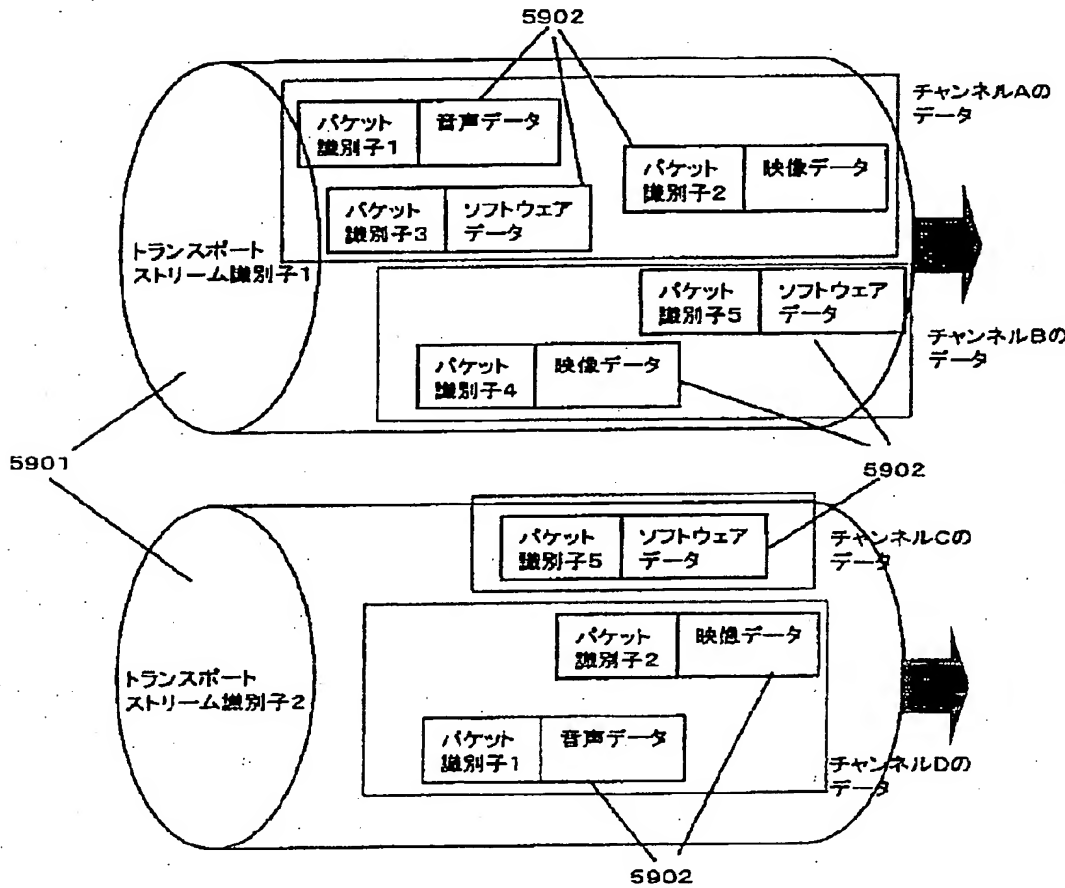 5902
チャンネルAの
データ
パケット
識別子1
音声データ
パケット
識別子2
映像データ
パケット
識別子3
ソフトウェア
データ
トランスポート
ストリーム識別子1
パケット
識別子5
ソフトウェア
データ
チャンネルBの
データ
パケット
識別子4
映像データ
5901
5902
パケット
識別子5
ソフトウェア
データ
チャンネルCの
データ
パケット
識別子2
映像データ
トランスポート
ストリーム識別子2
パケット
識別子1
音声データ
チャンネルDの
データ
5902